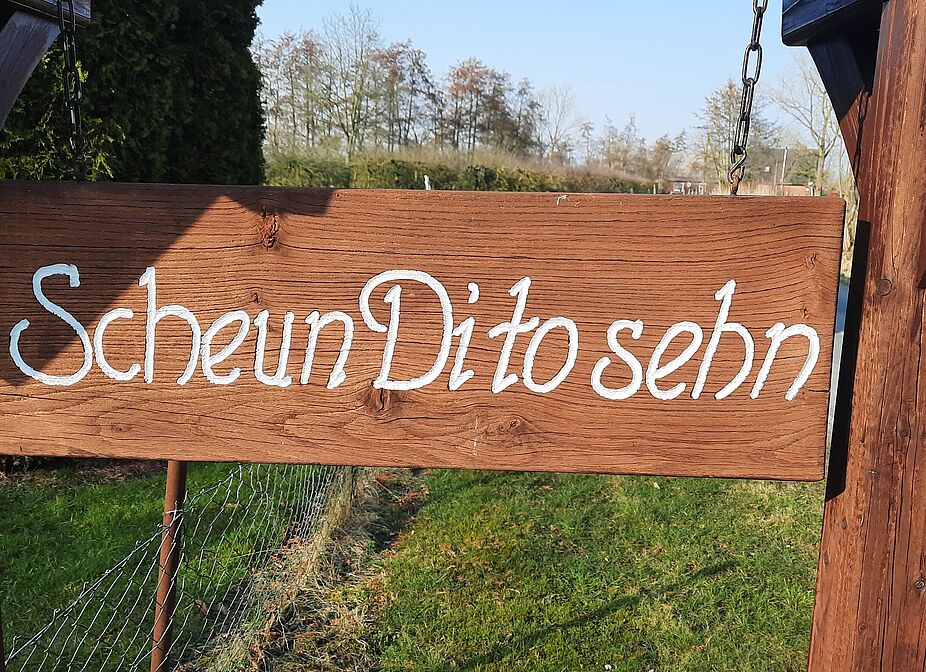 Scheun Di to sehn